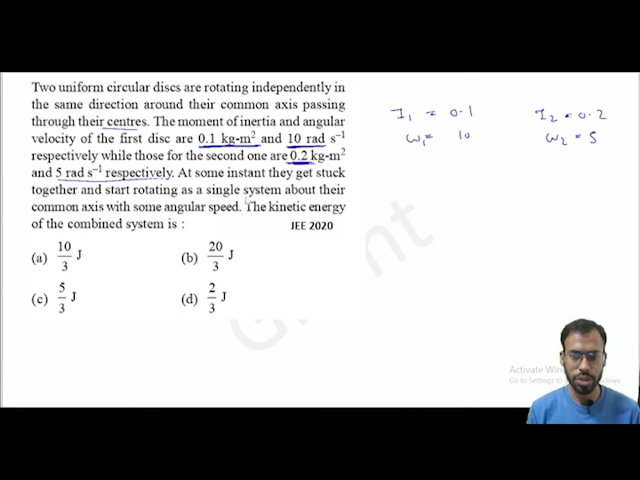 Two uniform circular discs are rotating independently in
the same direction around their common axis passing
through their centres. The moment of inertia and angular
velocity of the first disc are 0.1 kg-m² and 10 rad s⁻¹
respectively while those for the second one are 0.2 kg-m²
and 5 rad s⁻¹ respectively. At some instant they get stuck
together and start rotating as a single system about their
common axis with some angular speed. The kinetic energy
of the combined system is :
JEE 2020
(a) 10/3 J
(b) 20/3 J
(c) 5/3 J
(d) 2/3 J
I₁ = 0.1
ω₁ = 10
I₂ = 0.2
ω₂ = 5
Activate Win
Go to Settings to